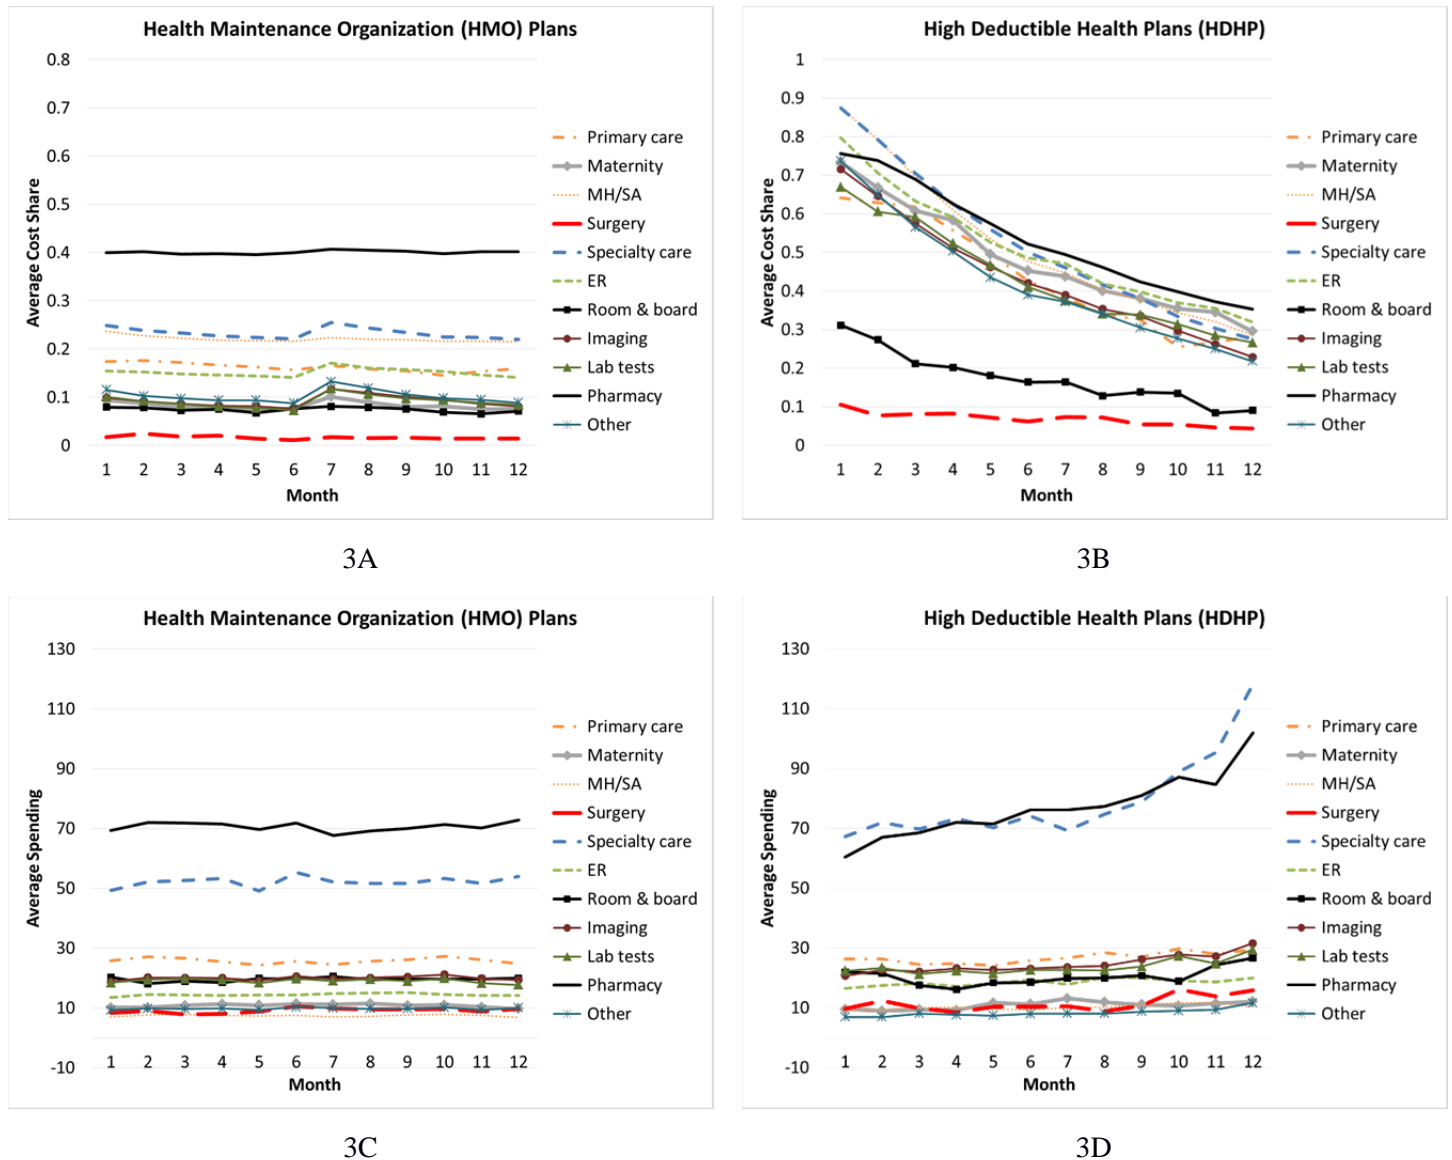 Health Maintenance Organization (HMO) Plans
0.8
0.7
0.6
0.5
0.4
0.3
0.2
0.1
0
Average Cost Share
1 2 3 4 5 6 7 8 9 10 11 12
Month
Primary care
Maternity
MH/SA
Surgery
Specialty care
ER
Room & board
Imaging
Lab tests
Pharmacy
Other
3A
High Deductible Health Plans (HDHP)
1
0.9
0.8
0.7
0.6
0.5
0.4
0.3
0.2
0.1
0
Average Cost Share
1 2 3 4 5 6 7 8 9 10 11 12
Month
Primary care
Maternity
MH/SA
Surgery
Specialty care
ER
Room & board
Imaging
Lab tests
Pharmacy
Other
3B
Health Maintenance Organization (HMO) Plans
130
110
90
70
50
30
10
-10
Average Spending
1 2 3 4 5 6 7 8 9 10 11 12
Month
Primary care
Maternity
MH/SA
Surgery
Specialty care
ER
Room & board
Imaging
Lab tests
Pharmacy
Other
3C
High Deductible Health Plans (HDHP)
130
110
90
70
50
30
10
-10
Average Spending
1 2 3 4 5 6 7 8 9 10 11 12
Month
Primary care
Maternity
MH/SA
Surgery
Specialty care
ER
Room & board
Imaging
Lab tests
Pharmacy
Other
3D